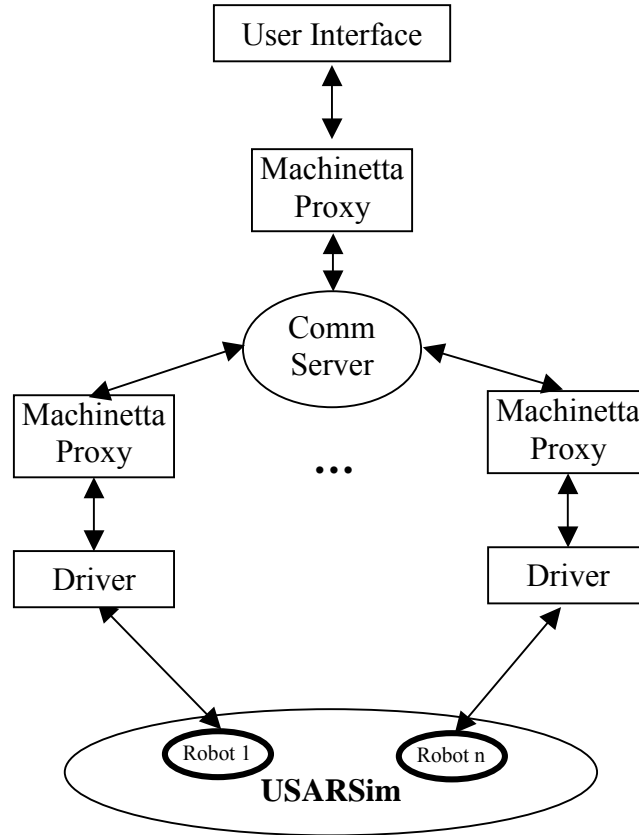 User Interface
Machinetta
Proxy
Comm
Server
Machinetta
Proxy
Machinetta
Proxy
...
Driver
Driver
Robot 1
Robot n
USARSim